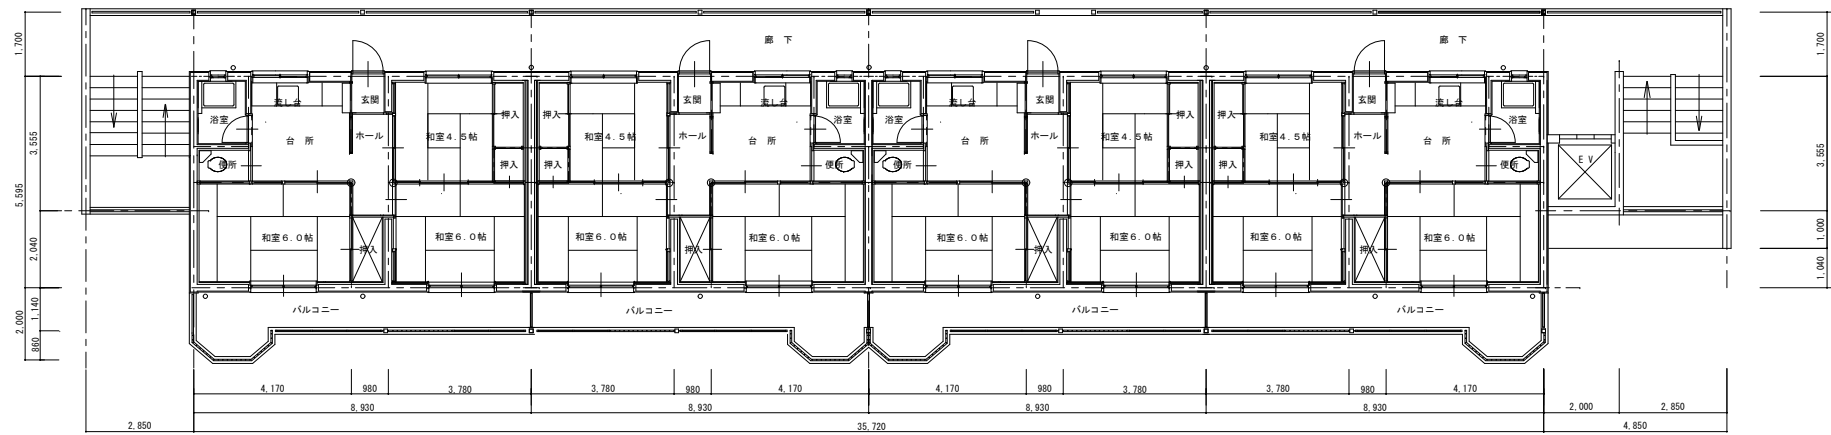 廊 下
廊 下
1,700
1,700
流し台
玄関
押入
押入
玄関
流し台
流し台
玄関
押入
押入
玄関
流し台
浴室
浴室
浴室
浴室
台 所
ホール
和室4.5帖
和室4.5帖
ホール
台 所
台 所
ホール
和室4.5帖
和室4.5帖
ホール
台 所
3,555
3,555
便所
押入
押入
便所
便所
押入
押入
便所
EV
5,595
和室6.0帖
押入
和室6.0帖
和室6.0帖
押入
和室6.0帖
和室6.0帖
押入
和室6.0帖
和室6.0帖
押入
和室6.0帖
2,040
1,000
1,040
バルコニー
バルコニー
バルコニー
バルコニー
2,000
1,140
860
4,170
980
3,780
3,780
980
4,170
4,170
980
3,780
3,780
980
4,170
8,930
8,930
8,930
8,930
2,000
2,850
2,850
35,720
4,850